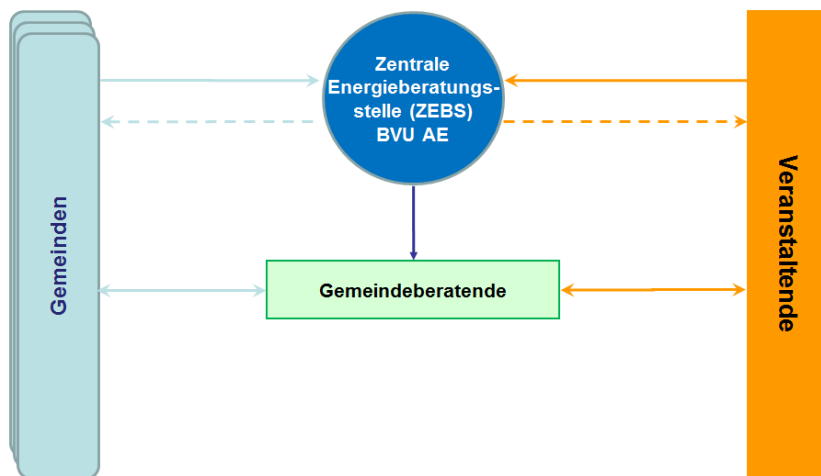 Zentrale
Energieberatungs-
stelle (ZEBS)
BVU AE
Gemeinden
Gemeindeberatende
Veranstaltende